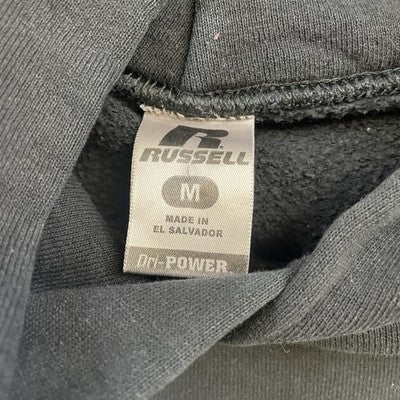 RUSSELL
M
MADE IN
EL SALVADOR
Dri-POWER